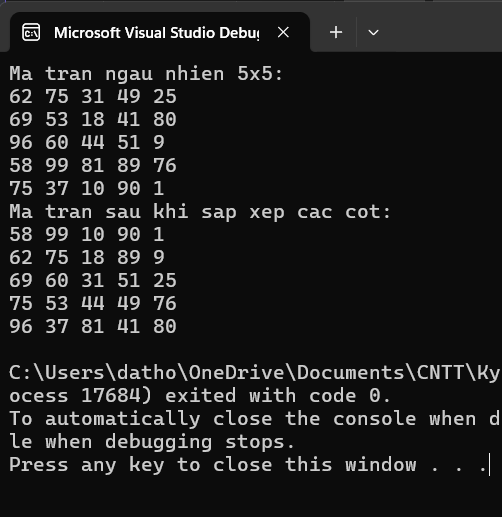 Microsoft Visual Studio Debu
Ma tran ngau nhien 5x5:
62 75 31 49 25
69 53 18 41 80
96 60 44 51 9
58 99 81 89 76
75 37 10 90 1
Ma tran sau khi sap xep cac cot:
58 99 10 90 1
62 75 18 89 9
69 60 31 51 25
75 53 44 49 76
96 37 81 41 80
C:\Users\datho\OneDrive\Documents\CNTT\Ky
ocess 17684) exited with code 0.
To automatically close the console when d
le when debugging stops.
Press any key to close this window . . .